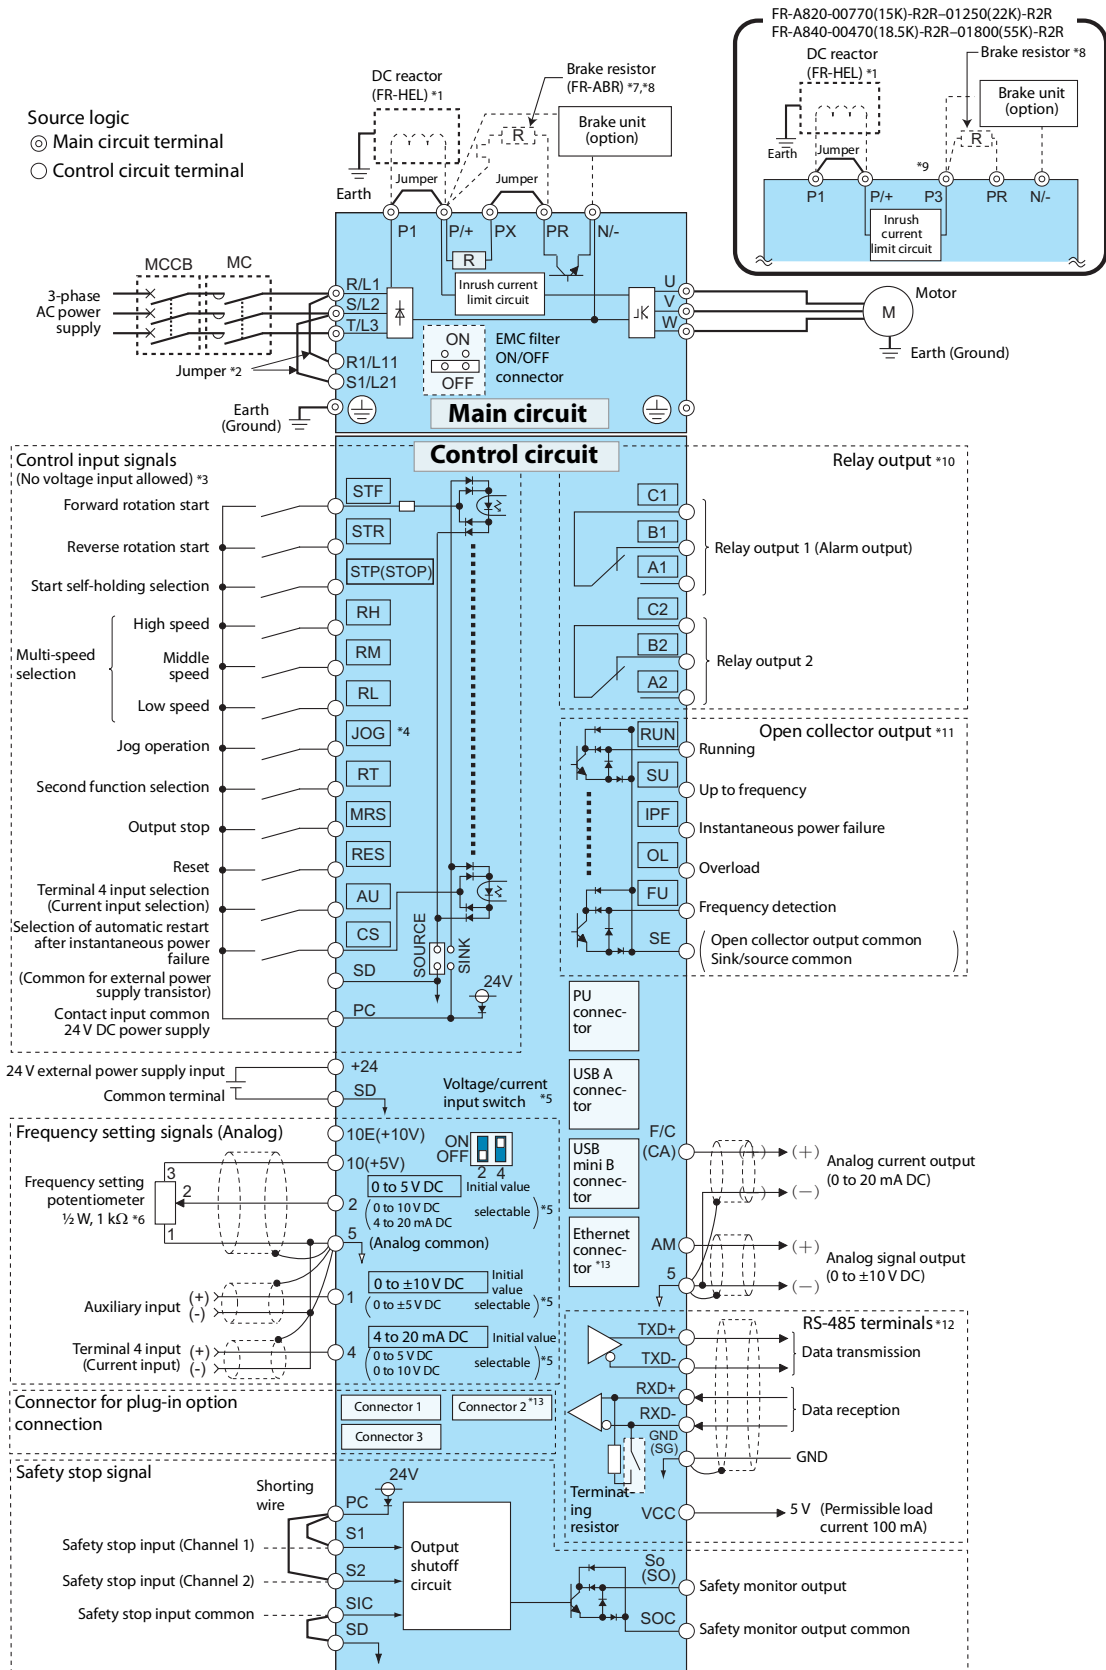 FR-A820-00770(15K)-R2R–01250(22K)-R2R
FR-A840-00470(18.5K)-R2R–01800(55K)-R2R
DC reactor
(FR-HEL) *1
Brake resistor *8
Brake unit
(option)
R
Earth
Jumper
*9
P1
P/+
P3
PR
N/-
Inrush
current
limit circuit
Source logic
Main circuit terminal
Control circuit terminal
DC reactor
(FR-HEL) *1
Brake resistor
(FR-ABR) *7,*8
Brake unit
(option)
R
Earth
Jumper
Jumper
P1
P/+
PX
PR
N/-
R
Inrush current
limit circuit
MCCB
MC
3-phase
AC power
supply
R/L1
S/L2
T/L3
R1/L11
S1/L21
Jumper *2
Earth
(Ground)
ON
OFF
EMC filter
ON/OFF
connector
U
V
W
Motor
M
Earth (Ground)
Main circuit
Control circuit
Control input signals
(No voltage input allowed) *3
Forward rotation start
STF
Reverse rotation start
STR
Start self-holding selection
STP(STOP)
Multi-speed
selection
High speed
RH
Middle
speed
RM
Low speed
RL
Jog operation
JOG *4
Second function selection
RT
Output stop
MRS
Reset
RES
Terminal 4 input selection
(Current input selection)
AU
Selection of automatic restart
after instantaneous power
failure
CS
SOURCE
SINK
(Common for external power
supply transistor)
SD
24V
Contact input common
24 V DC power supply
PC
Relay output *10
C1
B1
A1
Relay output 1 (Alarm output)
C2
B2
A2
Relay output 2
Open collector output *11
RUN
Running
SU
Up to frequency
IPF
Instantaneous power failure
OL
Overload
FU
Frequency detection
SE
Open collector output common
Sink/source common
PU
connec-
tor
USB A
connec-
tor
USB
mini B
connec-
tor
Ethernet
connec-
tor *13
24 V external power supply input
+24
Common terminal
SD
Voltage/current
input switch *5
Frequency setting signals (Analog)
10E(+10V)
ON
OFF
2 4
10(+5V)
Frequency setting
potentiometer
½ W, 1 kΩ *6
3
2
1
2
0 to 5 V DC Initial value
(0 to 10 V DC
4 to 20 mA DC selectable) *5
5
(Analog common)
Auxiliary input
(+)
(-)
1
0 to ±10 V DC Initial
value
(0 to ±5 V DC selectable) *5
Terminal 4 input
(Current input)
(+)
(-)
4
4 to 20 mA DC Initial value
(0 to 5 V DC
0 to 10 V DC selectable) *5
F/C
(CA)
(+)
(−)
Analog current output
(0 to 20 mA DC)
AM
5
(+)
(−)
Analog signal output
(0 to ±10 V DC)
RS-485 terminals *12
TXD+
TXD-
Data transmission
RXD+
RXD-
Data reception
GND
(SG)
GND
Terminat
ing
resistor
VCC
5 V (Permissible load
current 100 mA)
Connector for plug-in option
connection
Connector 1
Connector 2 *13
Connector 3
Safety stop signal
Shorting
wire
24V
PC
S1
Safety stop input (Channel 1)
S2
Safety stop input (Channel 2)
SIC
Safety stop input common
SD
Output
shutoff
circuit
So
(SO)
Safety monitor output
SOC
Safety monitor output common